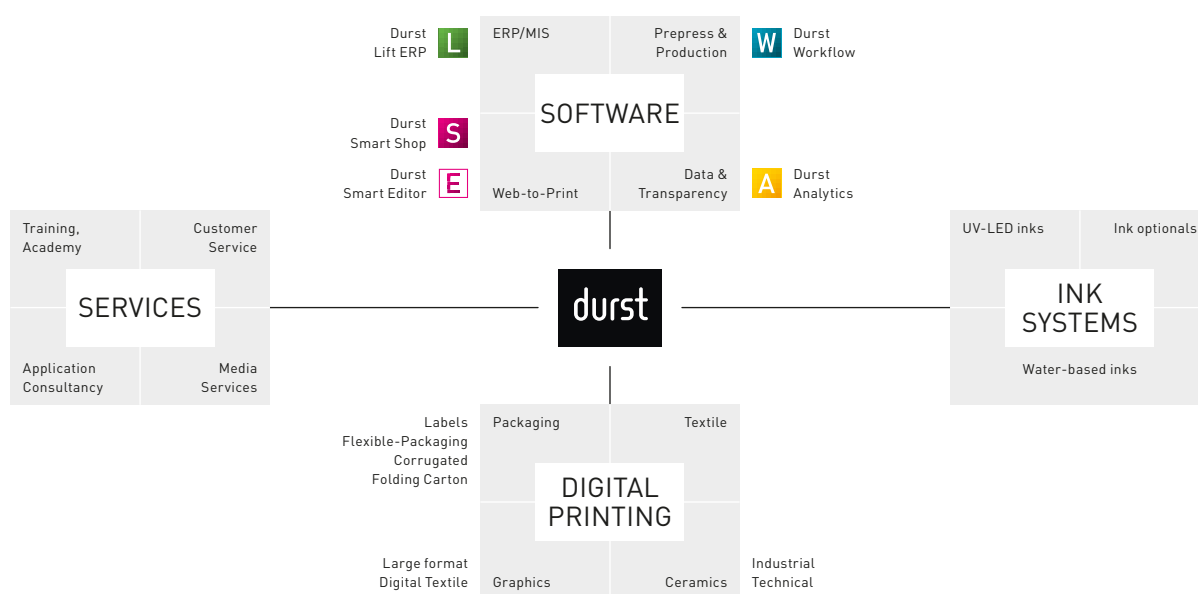 Durst
Lift ERP
L
ERP/MIS
Prepress &
Production
W
Durst
Workflow
SOFTWARE
Durst
Smart Shop
S
Durst
Smart Editor
E
Web-to-Print
Data &
Transparency
A
Durst
Analytics
Training,
Academy
Customer
Service
SERVICES
Application
Consultancy
Media
Services
durst
UV-LED inks
Ink optionals
INK
SYSTEMS
Water-based inks
Labels
Flexible-Packaging
Corrugated
Folding Carton
Packaging
Textile
DIGITAL
PRINTING
Large format
Digital Textile
Graphics
Ceramics
Industrial
Technical